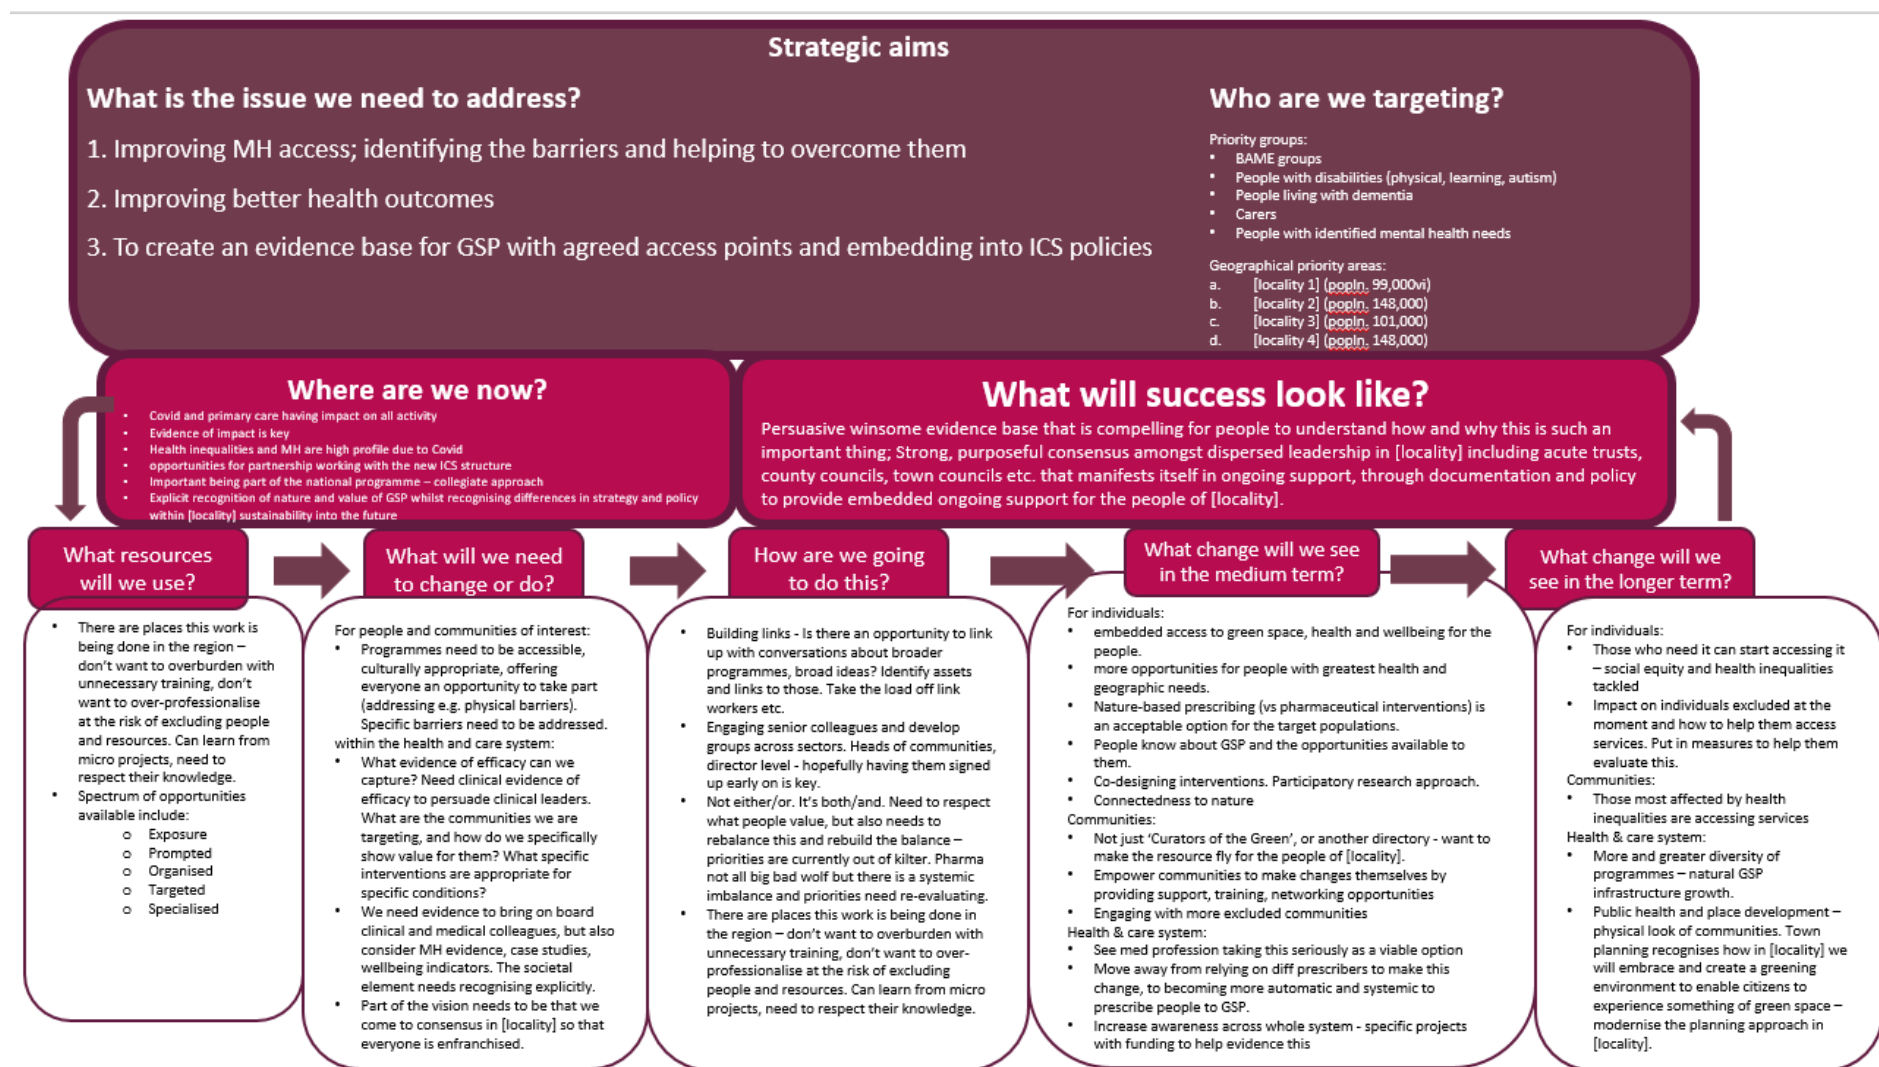 Strategic aims
What is the issue we need to address?
1. Improving MH access; identifying the barriers and helping to overcome them
2. Improving better health outcomes
3. To create an evidence base for GSP with agreed access points and embedding into ICS policies
Who are we targeting?
Priority groups:
• BAME groups
• People with disabilities (physical, learning, autism)
• People living with dementia
• Carers
• People with identified mental health needs
Geographical priority areas:
a. [locality 1] (popln. 99,000vi)
b. [locality 2] (popln. 148,000)
c. [locality 3] (popln. 101,000)
d. [locality 4] (popln. 148,000)
Where are we now?
• Covid and primary care having impact on all activity
• Evidence of impact is key
• Health inequalities and MH are high profile due to Covid
• opportunities for partnership working with the new ICS structure
• Important being part of the national programme – collegiate approach
• Explicit recognition of nature and value of GSP whilst recognising differences in strategy and policy
within [locality] sustainability into the future
What will success look like?
Persuasive winsome evidence base that is compelling for people to understand how and why this is such an
important thing; Strong, purposeful consensus amongst dispersed leadership in [locality] including acute trusts,
county councils, town councils etc. that manifests itself in ongoing support, through documentation and policy
to provide embedded ongoing support for the people of [locality].
What resources
will we use?
• There are places this work is
being done in the region –
don't want to overburden with
unnecessary training, don't
want to over-professionalise
at the risk of excluding people
and resources. Can learn from
micro projects, need to
respect their knowledge.
• Spectrum of opportunities
available include:
o Exposure
o Prompted
o Organised
o Targeted
o Specialised
What will we need
to change or do?
For people and communities of interest:
• Programmes need to be accessible,
culturally appropriate, offering
everyone an opportunity to take part
(addressing e.g. physical barriers).
Specific barriers need to be addressed.
within the health and care system:
• What evidence of efficacy can we
capture? Need clinical evidence of
efficacy to persuade clinical leaders.
What are the communities we are
targeting, and how do we specifically
show value for them? What specific
interventions are appropriate for
specific conditions?
• We need evidence to bring on board
clinical and medical colleagues, but also
consider MH evidence, case studies,
wellbeing indicators. The societal
element needs recognising explicitly.
• Part of the vision needs to be that we
come to consensus in [locality] so that
everyone is enfranchised.
How are we going
to do this?
• Building links - Is there an opportunity to link
up with conversations about broader
programmes, broad ideas? Identify assets
and links to those. Take the load off link
workers etc.
• Engaging senior colleagues and develop
groups across sectors. Heads of communities,
director level - hopefully having them signed
up early on is key.
• Not either/or. It's both/and. Need to respect
what people value, but also needs to
rebalance this and rebuild the balance –
priorities are currently out of kilter. Pharma
not all big bad wolf but there is a systemic
imbalance and priorities need re-evaluating.
• There are places this work is being done in
the region – don't want to overburden with
unnecessary training, don't want to over-
professionalise at the risk of excluding
people and resources. Can learn from micro
projects, need to respect their knowledge.
What change will we see
in the medium term?
For individuals:
• embedded access to green space, health and wellbeing for the
people.
• more opportunities for people with greatest health and
geographic needs.
• Nature-based prescribing (vs pharmaceutical interventions) is
an acceptable option for the target populations.
• People know about GSP and the opportunities available to
them.
• Co-designing interventions. Participatory research approach.
• Connectedness to nature
Communities:
• Not just 'Curators of the Green', or another directory - want to
make the resource fly for the people of [locality].
• Empower communities to make changes themselves by
providing support, training, networking opportunities
• Engaging with more excluded communities
Health & care system:
• See med profession taking this seriously as a viable option
• Move away from relying on diff prescribers to make this
change, to becoming more automatic and systemic to
prescribe people to GSP.
• Increase awareness across whole system - specific projects
with funding to help evidence this
What change will we
see in the longer term?
For individuals:
• Those who need it can start accessing it
– social equity and health inequalities
tackled
• Impact on individuals excluded at the
moment and how to help them access
services. Put in measures to help them
evaluate this.
Communities:
• Those most affected by health
inequalities are accessing services
Health & care system:
• More and greater diversity of
programmes – natural GSP
infrastructure growth.
• Public health and place development –
physical look of communities. Town
planning recognises how in [locality] we
will embrace and create a greening
environment to enable citizens to
experience something of green space –
modernise the planning approach in
[locality].